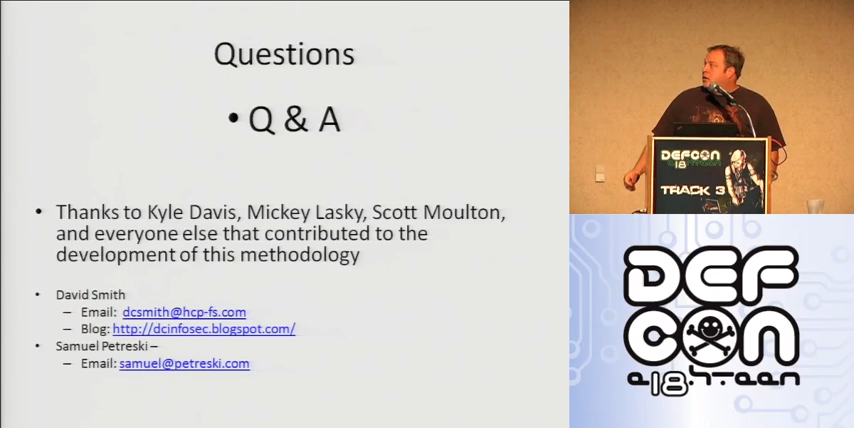 Questions
• Q & A
• Thanks to Kyle Davis, Mickey Lasky, Scott Moulton,
and everyone else that contributed to the
development of this methodology
• David Smith
– Email: dcsmith@hcp-fs.com
– Blog: http://dcinfosec.blogspot.com/
• Samuel Petreski –
– Email: samuel@petreski.com
DEFCON
18
TRACK 3
DEF
CON
e18.hteen